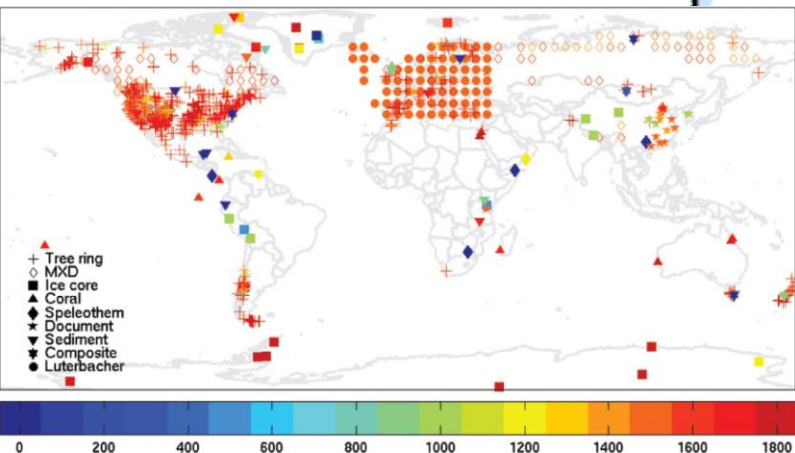 Tree ring
MXD
Ice core
Coral
Speleothem
Document
Sediment
Composite
Luterbacher
0 200 400 600 800 1000 1200 1400 1600 1800